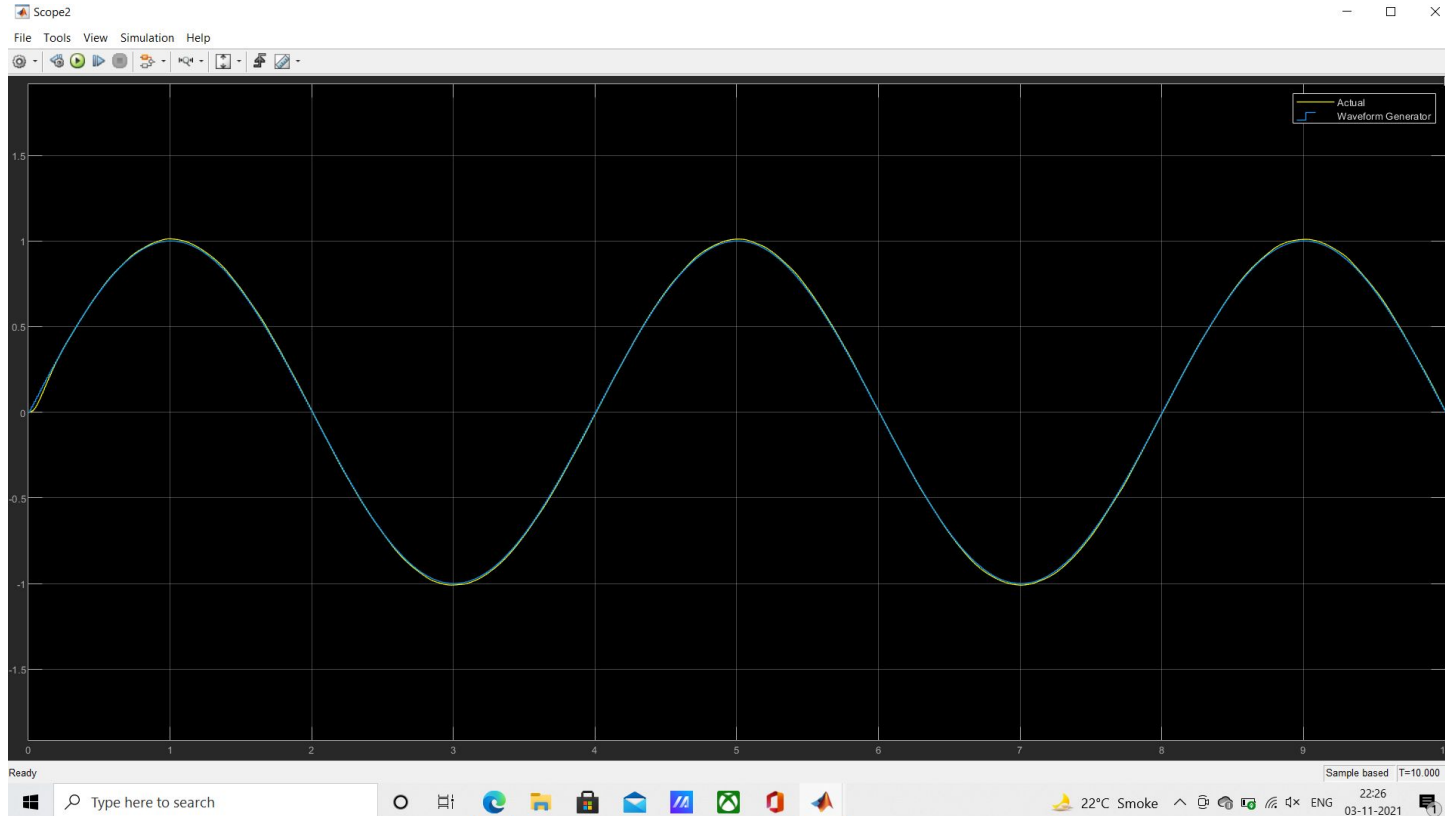 Scope2
File Tools View Simulation Help
Actual
Waveform Generator
1.5
1
0.5
0
-0.5
-1
-1.5
0 1 2 3 4 5 6 7 8 9 1
Ready
Sample based T=10.000
Type here to search
22°C Smoke
ENG
22:26
03-11-2021
1